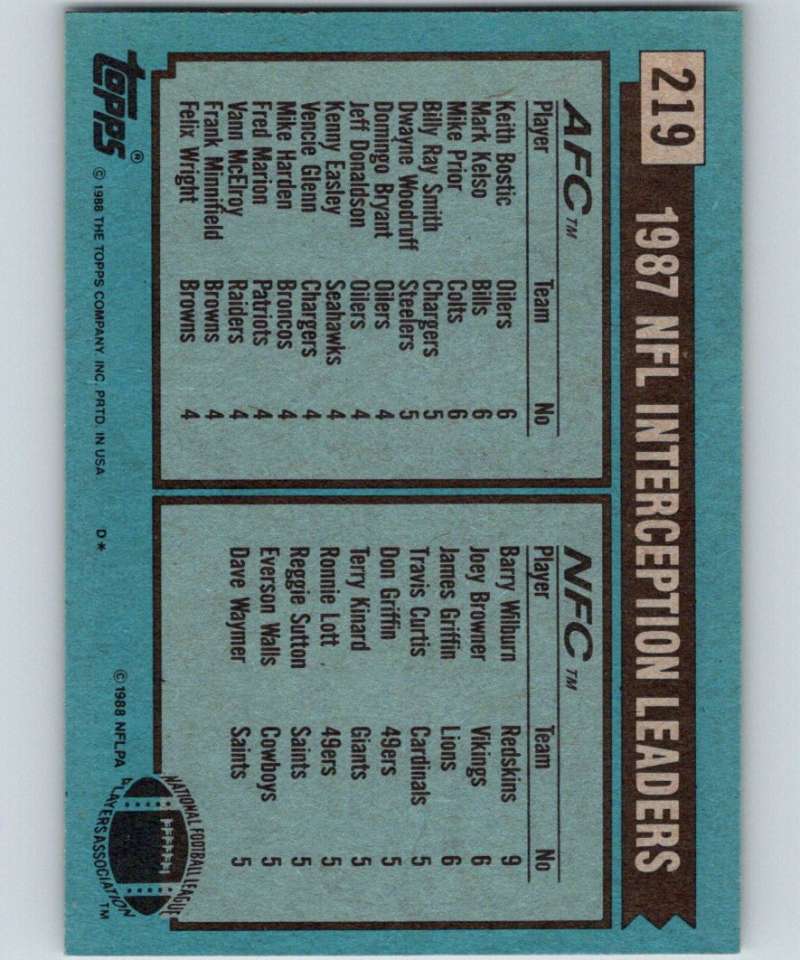 219
1987 NFL INTERCEPTION LEADERS
AFC™
Player Team No
Keith Bostic Oilers 6
Mark Kelso Bills 6
Mike Prior Colts 6
Billy Ray Smith Chargers 5
Dwayne Woodruff Steelers 5
Domingo Bryant Oilers 4
Jeff Donaldson Oilers 4
Kenny Easley Seahawks 4
Vencie Glenn Chargers 4
Mike Harden Broncos 4
Fred Marion Patriots 4
Vann McElroy Raiders 4
Frank Minnifield Browns 4
Felix Wright Browns 4
NFC™
Player Team No
Barry Wilburn Redskins 9
Joey Browner Vikings 6
James Griffin Lions 6
Travis Curtis Cardinals 5
Don Griffin 49ers 5
Terry Kinard Giants 5
Ronnie Lott 49ers 5
Reggie Sutton Saints 5
Everson Walls Cowboys 5
Dave Waymer Saints 5
TOPPS® © 1988 THE TOPPS COMPANY, INC. PRTD. IN USA D* © 1988 NFLPA
NATIONAL FOOTBALL LEAGUE
PLAYERS ASSOCIATION™